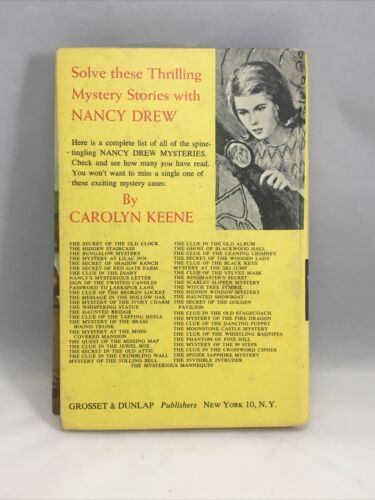 Solve these Thrilling
Mystery Stories with
NANCY DREW
Here is a complete list of all of the spine-
tingling NANCY DREW MYSTERIES.
Check and see how many you have read.
You won't want to miss a single one of
these exciting mystery cases:
By
CAROLYN KEENE
THE SECRET OF THE OLD CLOCK
THE HIDDEN STAIRCASE
THE BUNGALOW MYSTERY
THE MYSTERY AT LILAC INN
THE SECRET OF SHADOW RANCH
THE SECRET OF RED GATE FARM
THE CLUE IN THE DIARY
NANCY'S MYSTERIOUS LETTER
SIGN OF THE TWISTED CANDLES
PASSWORD TO LARKSPUR LANE
THE CLUE OF THE BROKEN LOCKET
THE MESSAGE IN THE HOLLOW OAK
THE MYSTERY OF THE IVORY CHARM
THE WHISPERING STATUE
THE HAUNTED BRIDGE
THE CLUE OF THE TAPPING HEELS
THE MYSTERY OF THE BRASS
BOUND TRUNK
THE MYSTERY AT THE MOSS-
COVERED MANSION
THE QUEST OF THE MISSING MAP
THE CLUE IN THE JEWEL BOX
THE SECRET IN THE OLD ATTIC
THE CLUE IN THE CRUMBLING WALL
MYSTERY OF THE TOLLING BELL
THE CLUE IN THE OLD ALBUM
THE GHOST OF BLACKWOOD HALL
THE CLUE OF THE LEANING CHIMNEY
THE SECRET OF THE WOODEN LADY
THE CLUE OF THE BLACK KEYS
MYSTERY AT THE SKI JUMP
THE CLUE OF THE VELVET MASK
THE RINGMASTER'S SECRET
THE SCARLET SLIPPER MYSTERY
THE WITCH TREE SYMBOL
THE HIDDEN WINDOW MYSTERY
THE HAUNTED SHOWBOAT
THE SECRET OF THE GOLDEN
PAVILION
THE CLUE IN THE OLD STAGECOACH
THE MYSTERY OF THE FIRE DRAGON
THE CLUE OF THE DANCING PUPPET
THE MOONSTONE CASTLE MYSTERY
THE CLUE OF THE WHISTLING BAGPIPES
THE PHANTOM OF PINE HILL
THE MYSTERY OF THE 99 STEPS
THE CLUE IN THE CROSSWORD CIPHER
THE SPIDER SAPPHIRE MYSTERY
THE INVISIBLE INTRUDER
THE MYSTERIOUS MANNEQUIN
GROSSET & DUNLAP Publishers NEW YORK 10, N. Y.